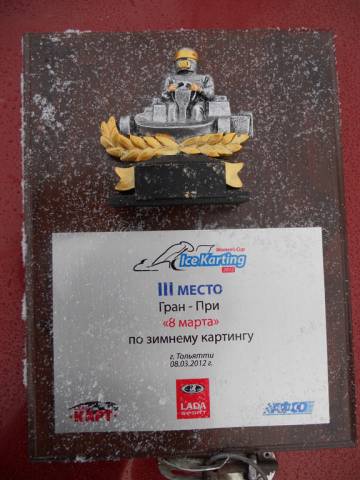 Women's Cup
Ice Karting
2012
III МЕСТО
Гран - При
«8 марта»
по зимнему картингу
г. Тольятти
08.03.2012 г.
КАРТ
LADA
sport